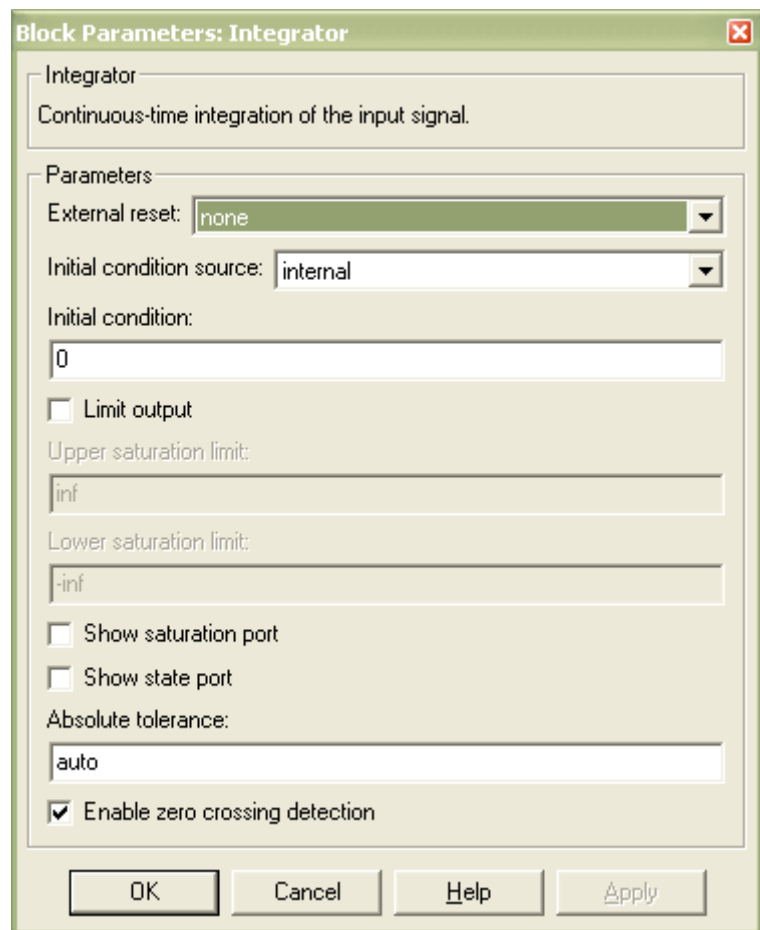 Block Parameters: Integrator
Integrator
Continuous-time integration of the input signal.
Parameters
External reset: none
Initial condition source: internal
Initial condition:
0
Limit output
Upper saturation limit:
inf
Lower saturation limit:
-inf
Show saturation port
Show state port
Absolute tolerance:
auto
Enable zero crossing detection
OK Cancel Help Apply